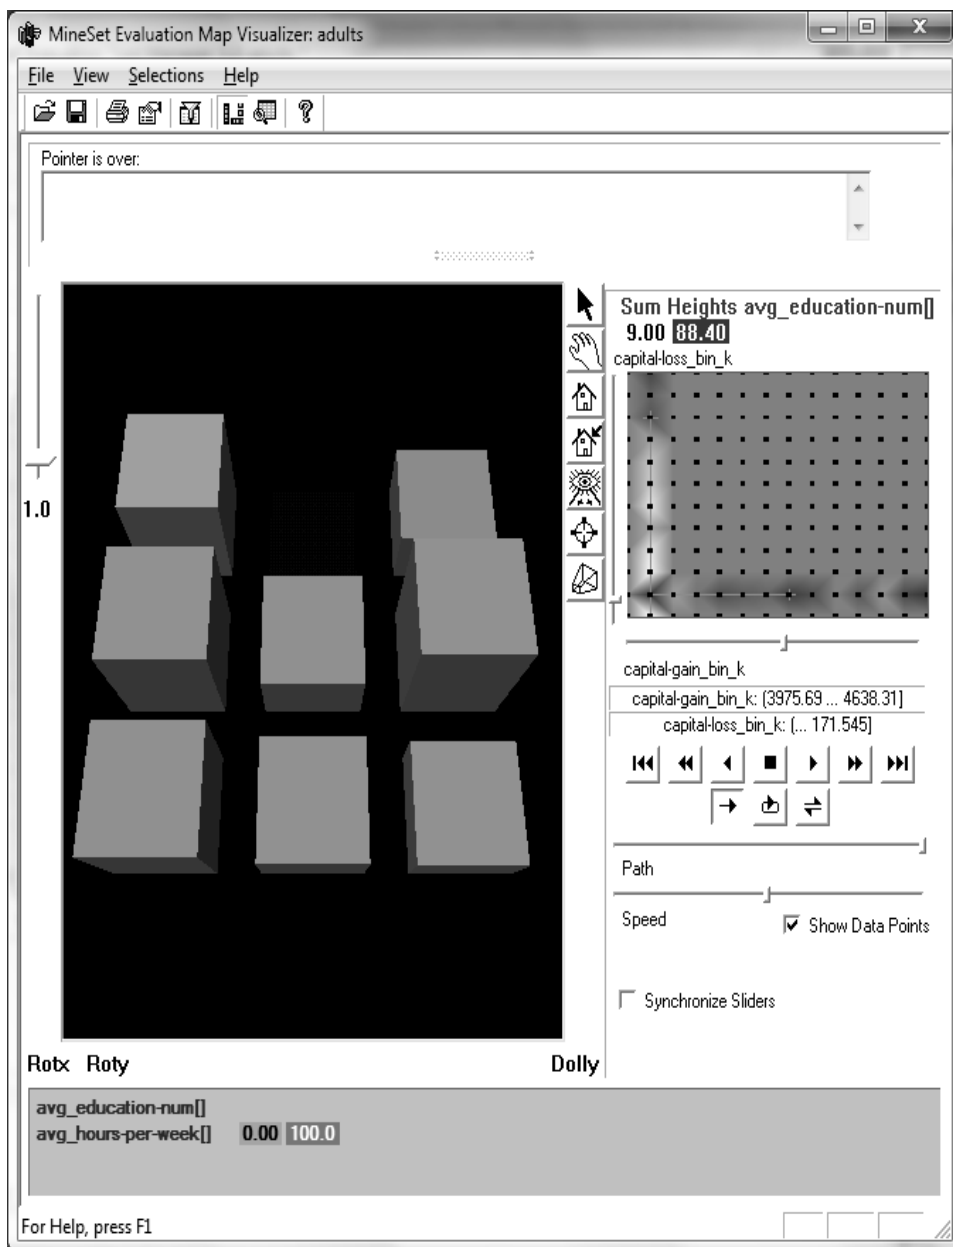 MineSet Evaluation Map Visualizer: adults
File View Selections Help
Pointer is over:
1.0
Sum Heights avg_education-num[]
9.00 88.40
capital-loss_bin_k
capital-gain_bin_k
capital-gain_bin_k: (3975.69 ... 4638.31]
capital-loss_bin_k: (... 171.545]
Path
Speed
Show Data Points
Synchronize Sliders
Rotx Roty Dolly
avg_education-num[]
avg_hours-per-week[] 0.00 100.0
For Help, press F1